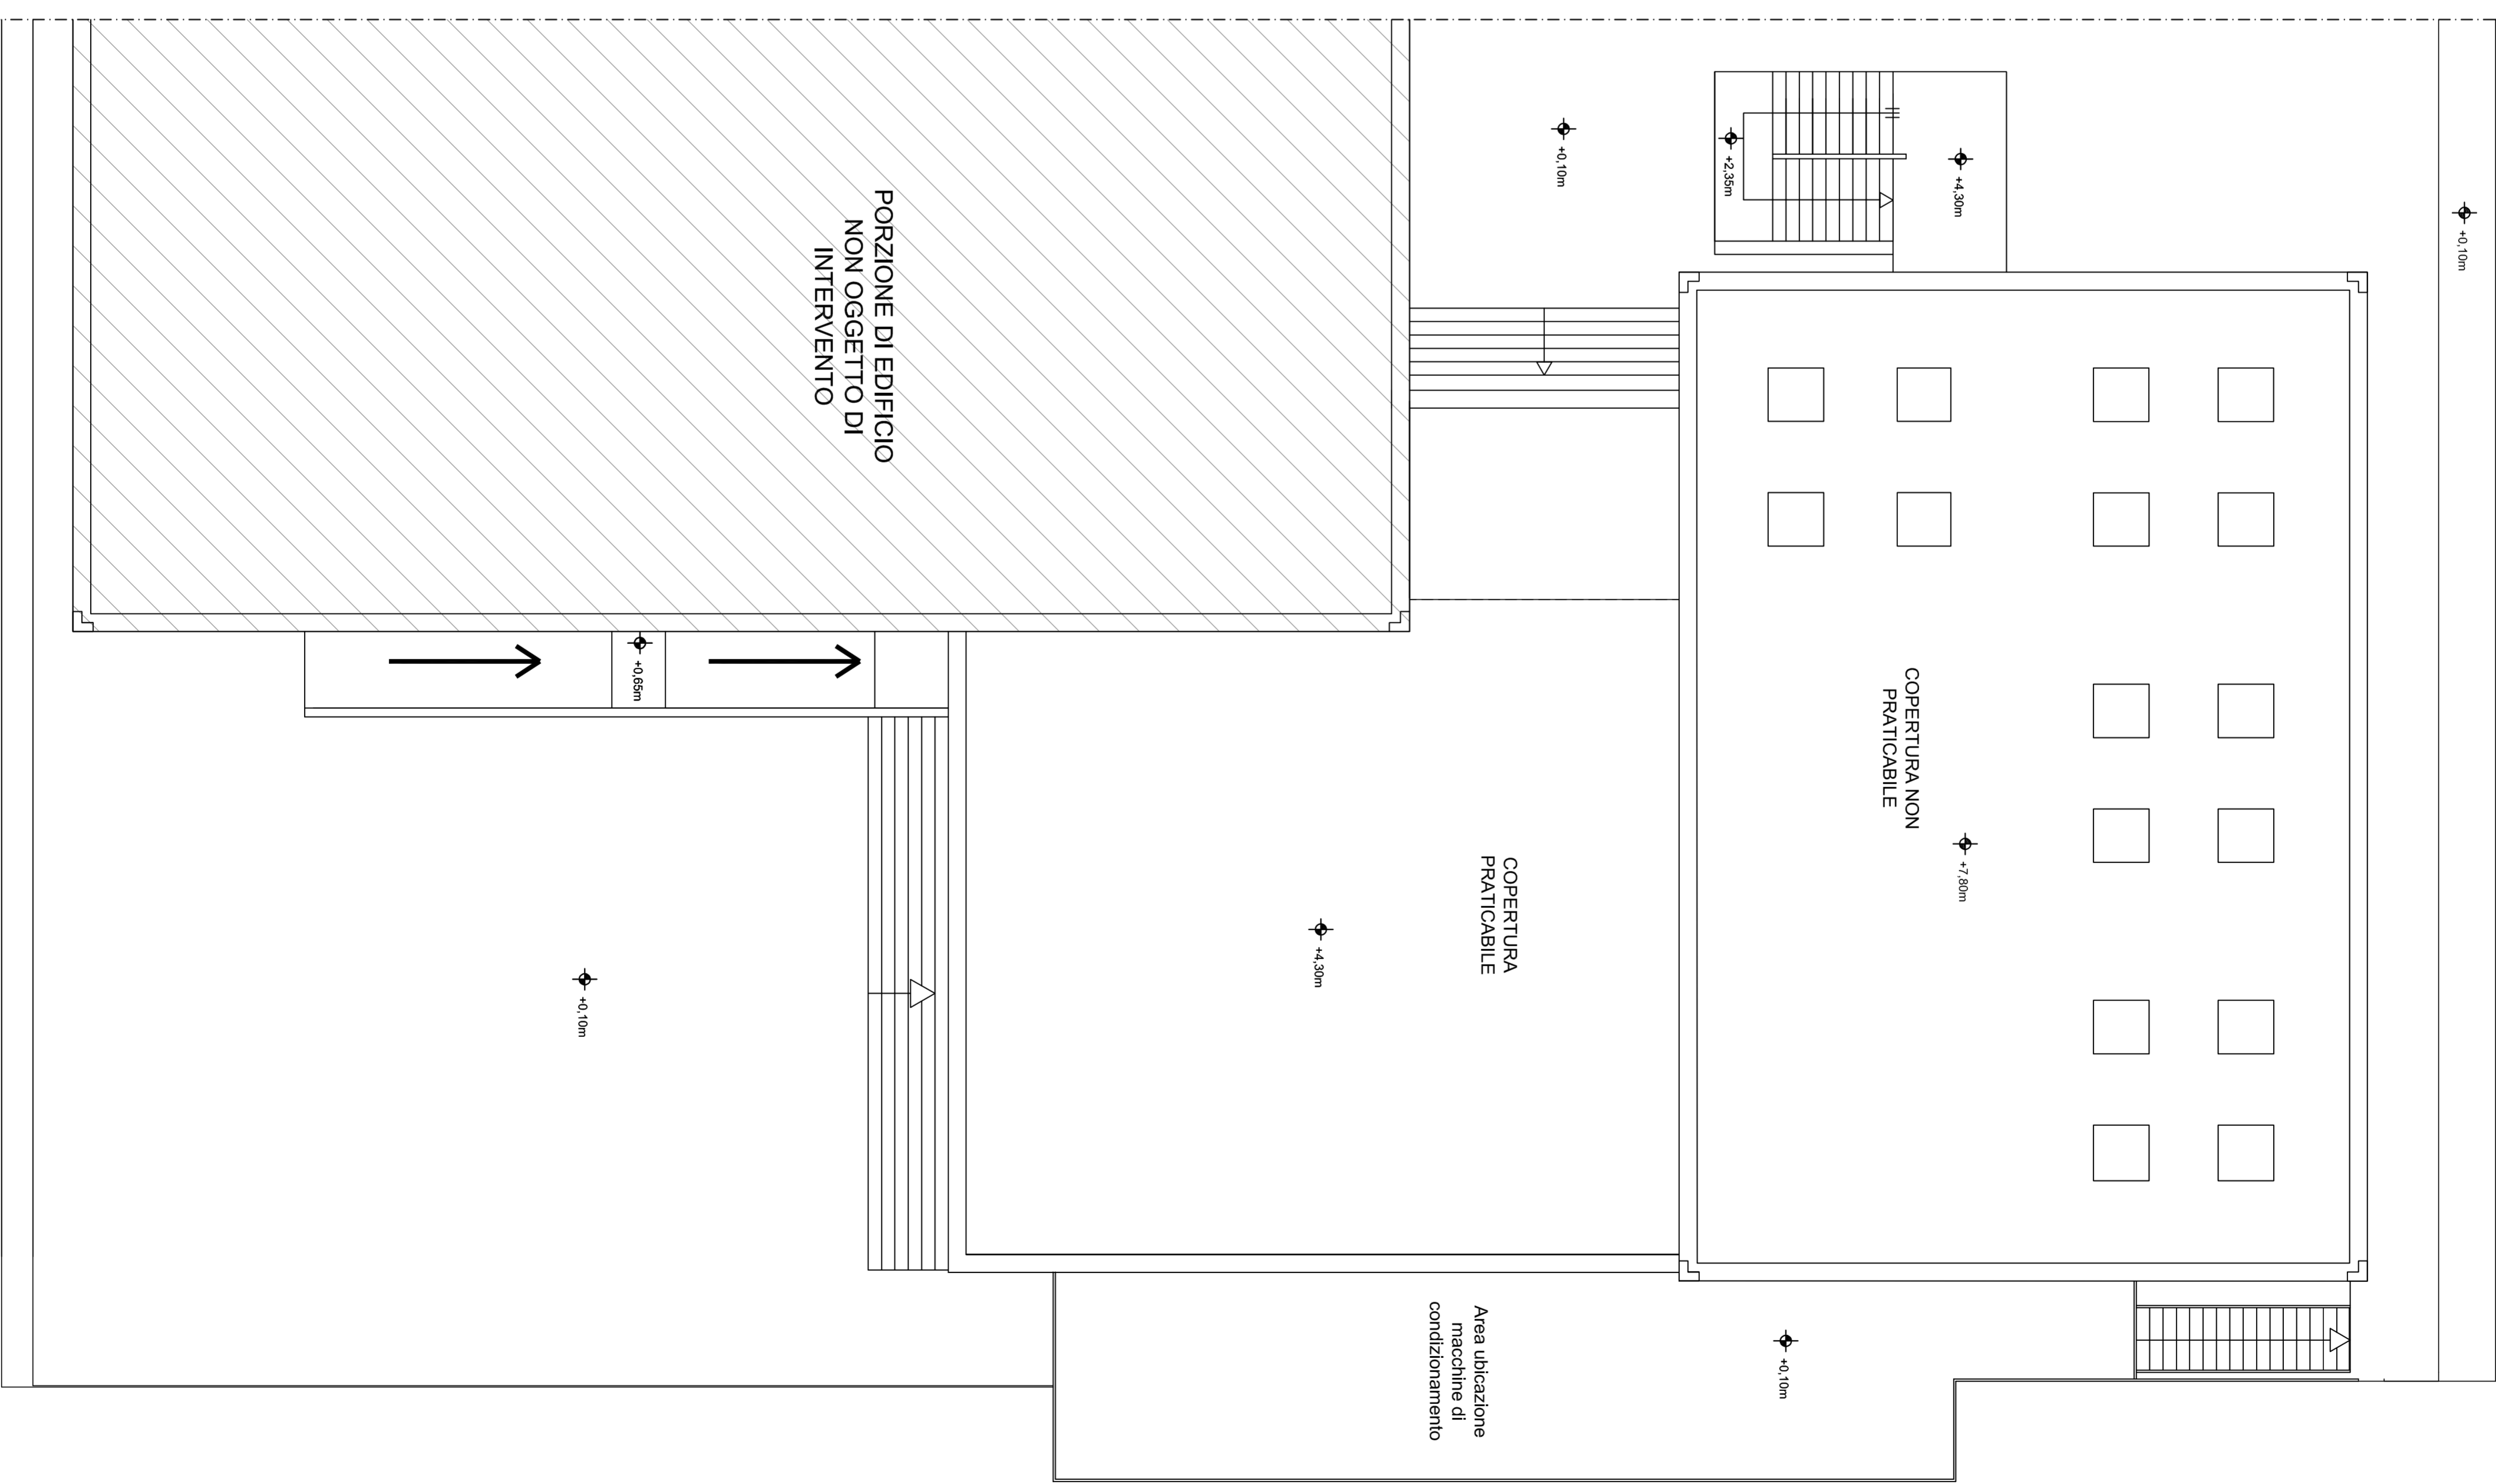 +0,10m
+4,30m
+2,35m
+0,10m
PORZIONE DI EDIFICIO
NON OGGETTO DI
INTERVENTO
+0,65m
COPERTURA NON
PRATICABILE
+7,80m
COPERTURA
PRATICABILE
+4,30m
+0,10m
Area ubicazione
macchine di
condizionamento
+0,10m